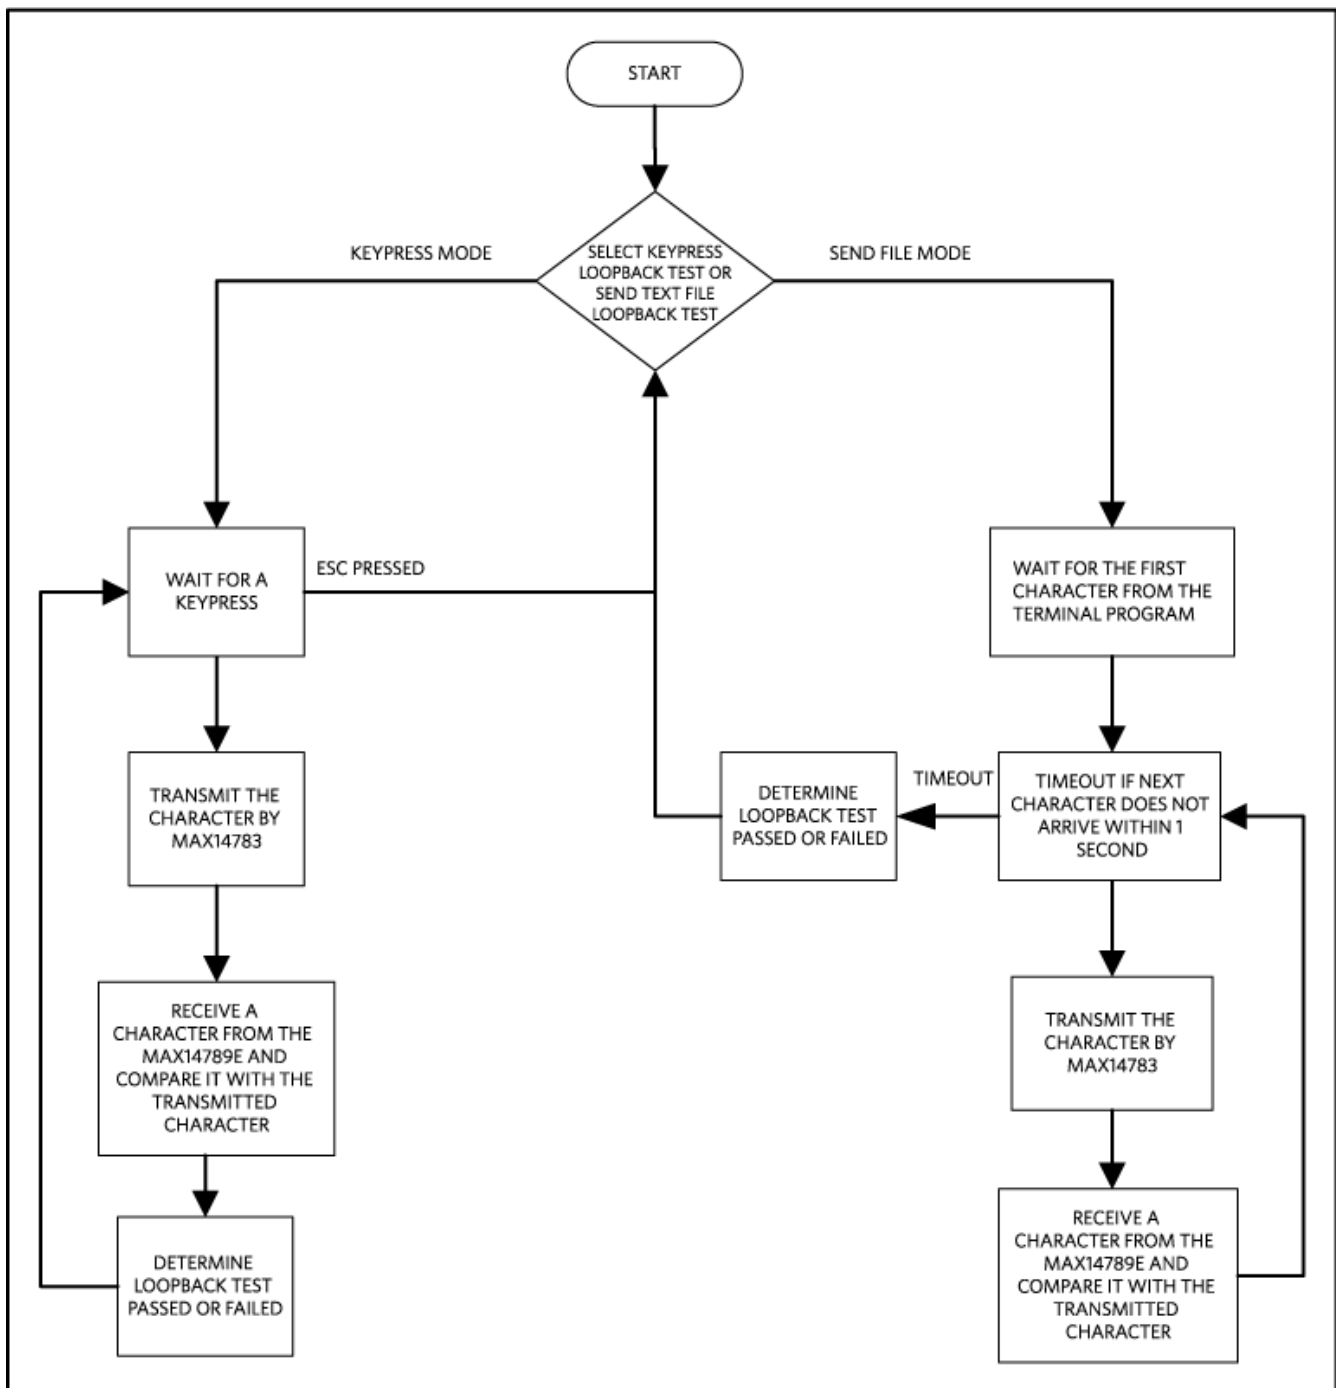 START
KEYPRESS MODE
SELECT KEYPRESS
LOOPBACK TEST OR
SEND TEXT FILE
LOOPBACK TEST
SEND FILE MODE
WAIT FOR A
KEYPRESS
ESC PRESSED
WAIT FOR THE FIRST
CHARACTER FROM THE
TERMINAL PROGRAM
TRANSMIT THE
CHARACTER BY
MAX14783
DETERMINE
LOOPBACK TEST
PASSED OR FAILED
TIMEOUT
TIMEOUT IF NEXT
CHARACTER DOES NOT
ARRIVE WITHIN 1
SECOND
RECEIVE A
CHARACTER FROM THE
MAX14789E AND
COMPARE IT WITH THE
TRANSMITTED
CHARACTER
TRANSMIT THE
CHARACTER BY
MAX14783
DETERMINE
LOOPBACK TEST
PASSED OR FAILED
RECEIVE A
CHARACTER FROM THE
MAX14789E AND
COMPARE IT WITH THE
TRANSMITTED
CHARACTER